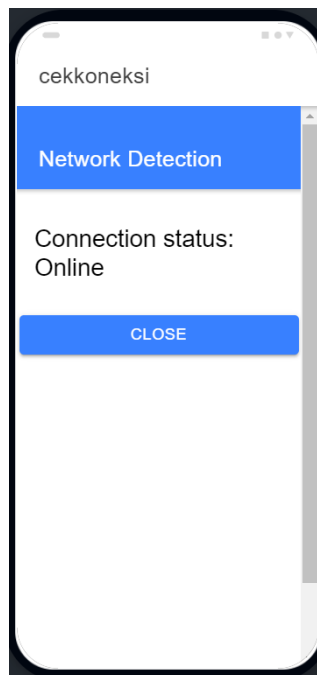 cekkoneksi
Network Detection
Connection status:
Online
CLOSE